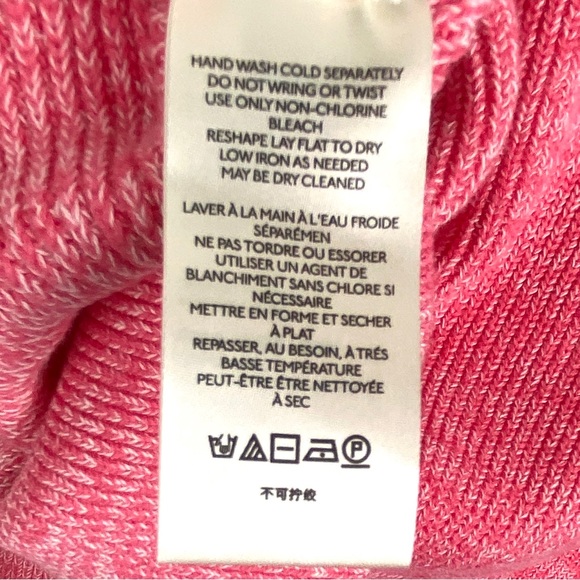 HAND WASH COLD SEPARATELY
DO NOT WRING OR TWIST
USE ONLY NON-CHLORINE
BLEACH
RESHAPE LAY FLAT TO DRY
LOW IRON AS NEEDED
MAY BE DRY CLEANED
LAVER À LA MAIN À L'EAU FROIDE
SÉPARÉMEN
NE PAS TORDRE OU ESSORER
UTILISER UN AGENT DE
BLANCHIMENT SANS CHLORE SI
NÉCESSAIRE
METTRE EN FORME ET SECHER
À PLAT
REPASSER, AU BESOIN, À TRÉS
BASSE TEMPÉRATURE
PEUT-ÊTRE ÊTRE NETTOYÉE
À SEC
P
不可拧绞